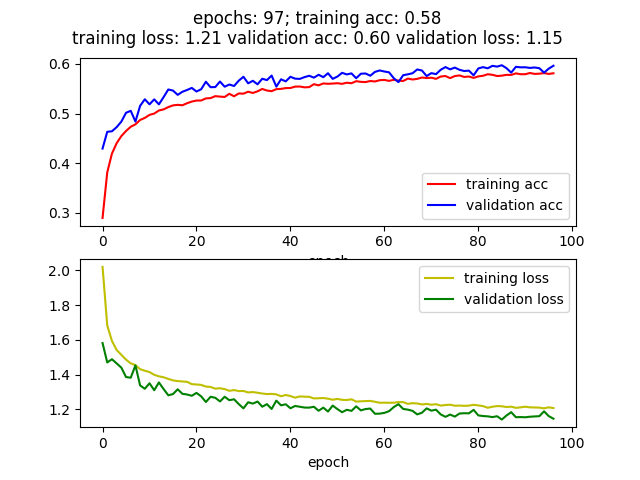 epochs: 97; training acc: 0.58
training loss: 1.21 validation acc: 0.60 validation loss: 1.15
0.6
0.5
0.4
0.3
training acc
validation acc
0 20 40 60 80 100
epoch
2.0
1.8
1.6
1.4
1.2
training loss
validation loss
0 20 40 60 80 100
epoch